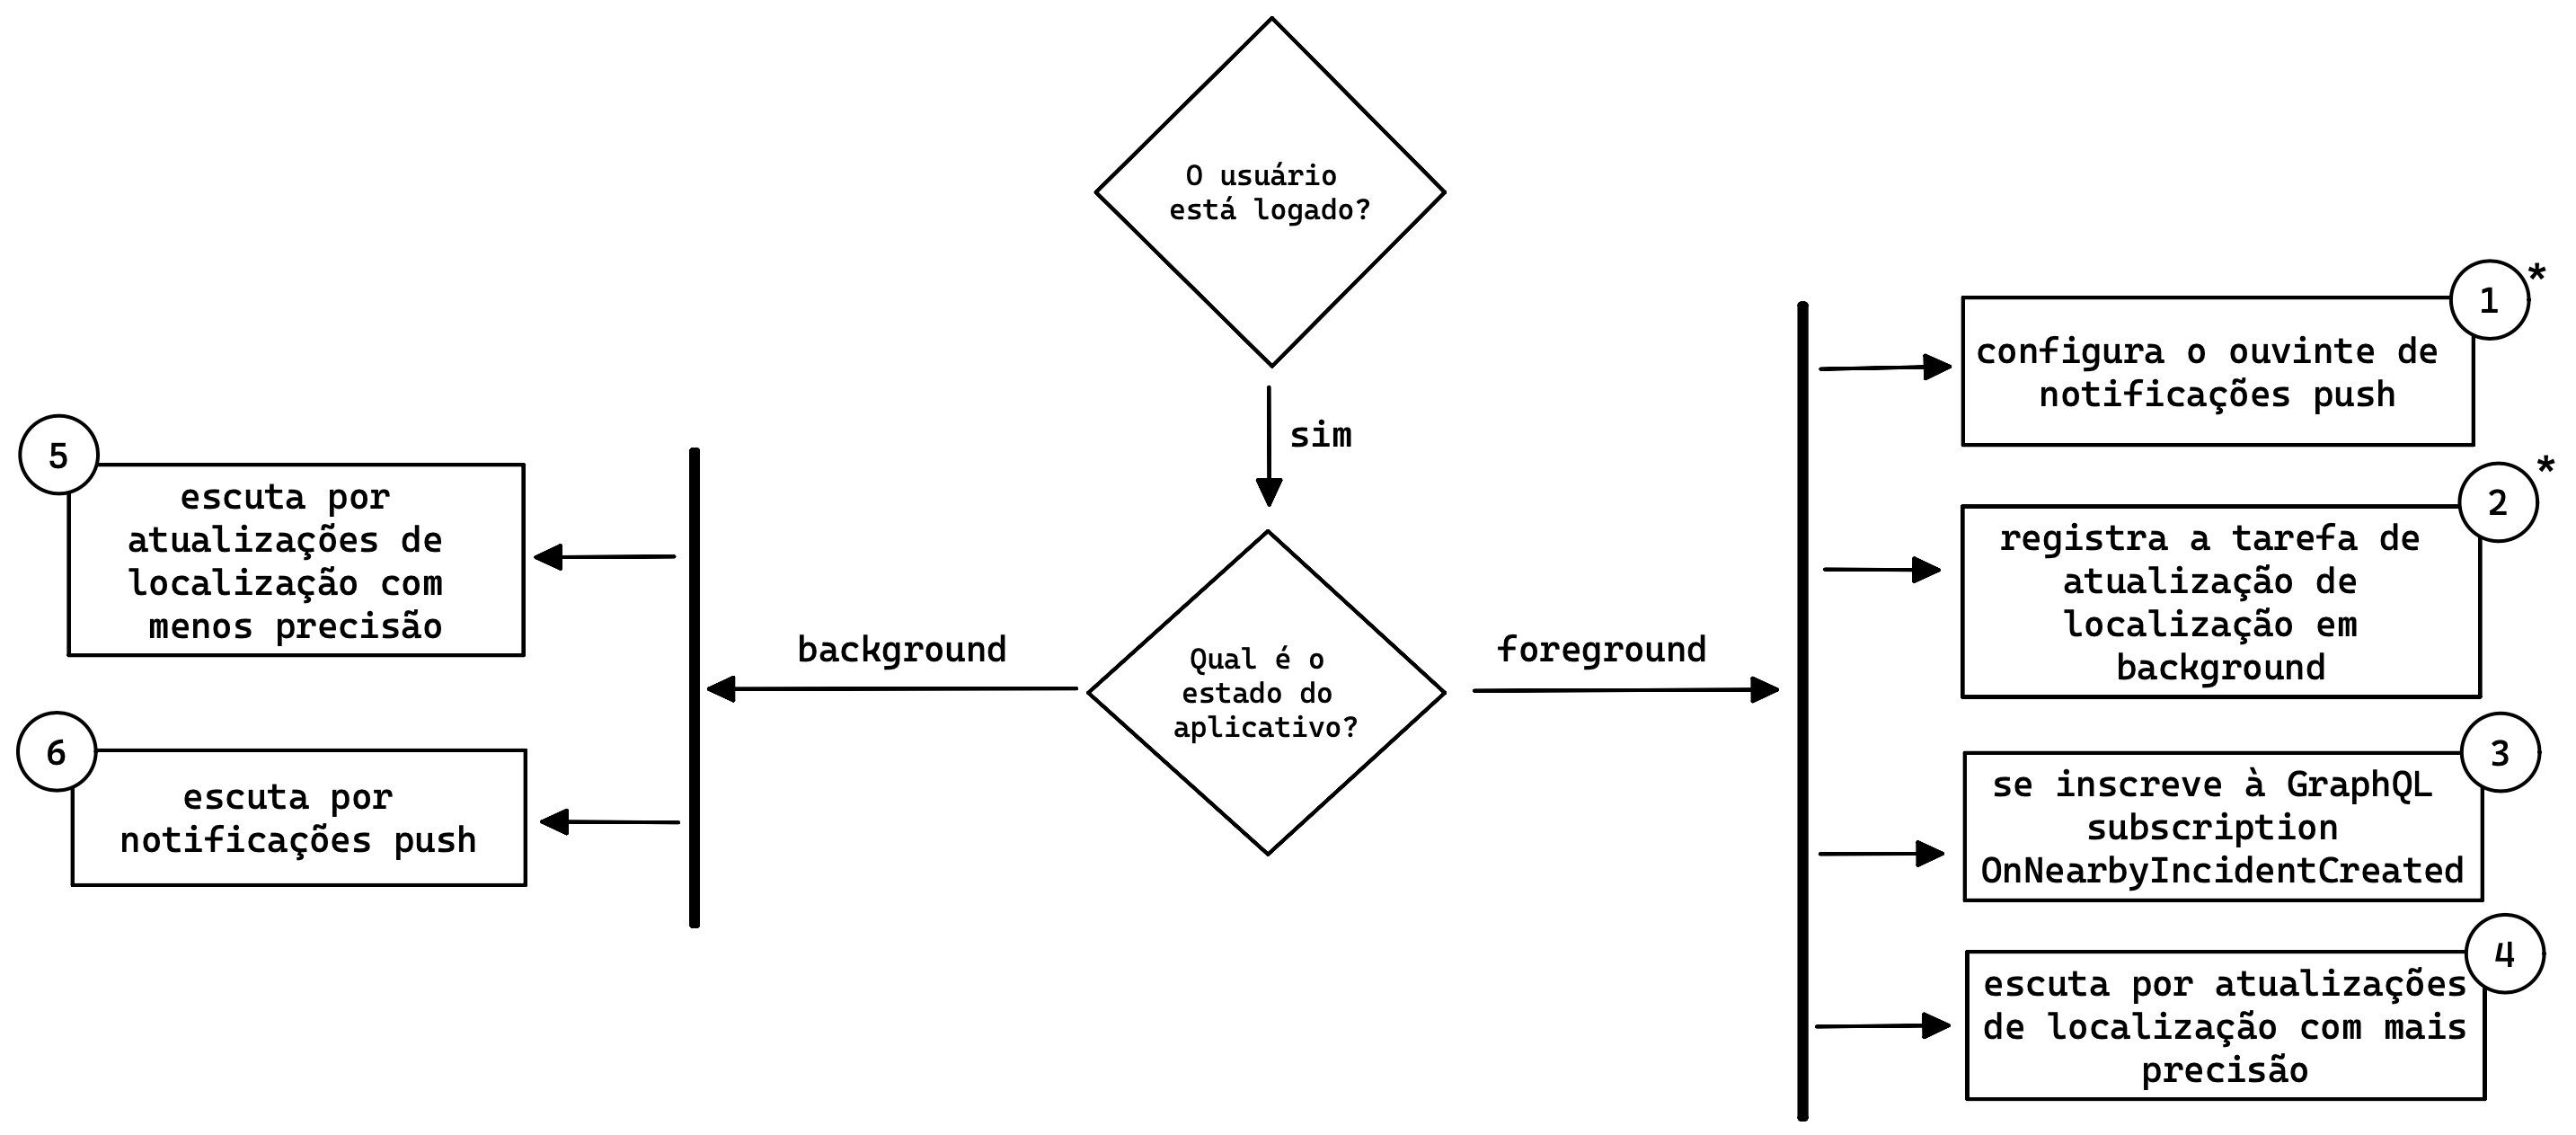 O usuário
está logado?
sim
Qual é o
estado do
aplicativo?
background
foreground
5
escuta por
atualizações de
localização com
menos precisão
6
escuta por
notificações push
1
*
configura o ouvinte de
notificações push
2
*
registra a tarefa de
atualização de
localização em
background
3
se inscreve à GraphQL
subscription
OnNearbyIncidentCreated
4
escuta por atualizações
de localização com mais
precisão